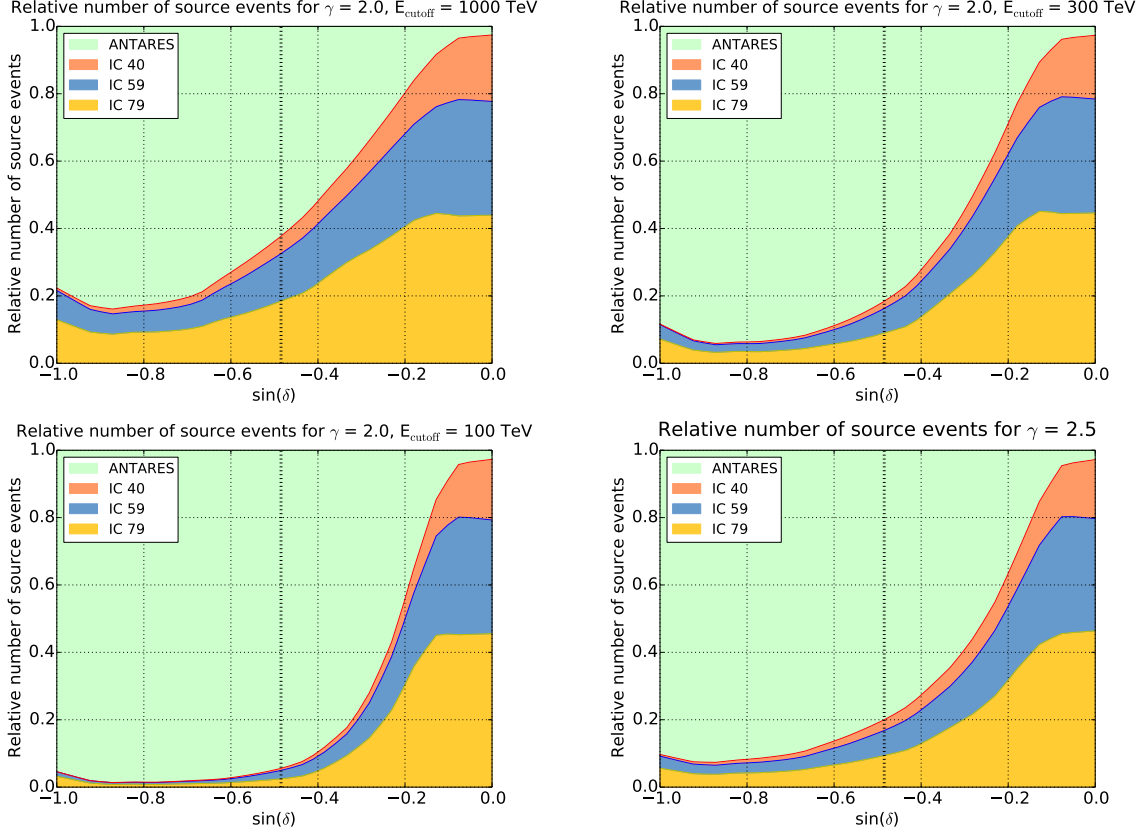 Relative number of source events for γ = 2.0, E_cutoff = 1000 TeV
Relative number of source events
1.0
0.8
0.6
0.4
0.2
0.0
ANTARES
IC 40
IC 59
IC 79
−1.0 −0.8 −0.6 −0.4 −0.2 0.0
sin(δ)
Relative number of source events for γ = 2.0, E_cutoff = 300 TeV
Relative number of source events
1.0
0.8
0.6
0.4
0.2
0.0
ANTARES
IC 40
IC 59
IC 79
−1.0 −0.8 −0.6 −0.4 −0.2 0.0
sin(δ)
Relative number of source events for γ = 2.0, E_cutoff = 100 TeV
Relative number of source events
1.0
0.8
0.6
0.4
0.2
0.0
ANTARES
IC 40
IC 59
IC 79
−1.0 −0.8 −0.6 −0.4 −0.2 0.0
sin(δ)
Relative number of source events for γ = 2.5
Relative number of source events
1.0
0.8
0.6
0.4
0.2
0.0
ANTARES
IC 40
IC 59
IC 79
−1.0 −0.8 −0.6 −0.4 −0.2 0.0
sin(δ)